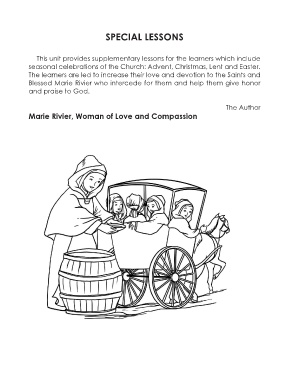 SPECIAL LESSONS
This unit provides supplementary lessons for the learners which include
seasonal celebrations of the Church: Advent, Christmas, Lent and Easter.
The learners are led to increase their love and devotion to the Saints and
Blessed Marie Rivier who intercede for them and help them give honor
and praise to God.
The Author
Marie Rivier, Woman of Love and Compassion